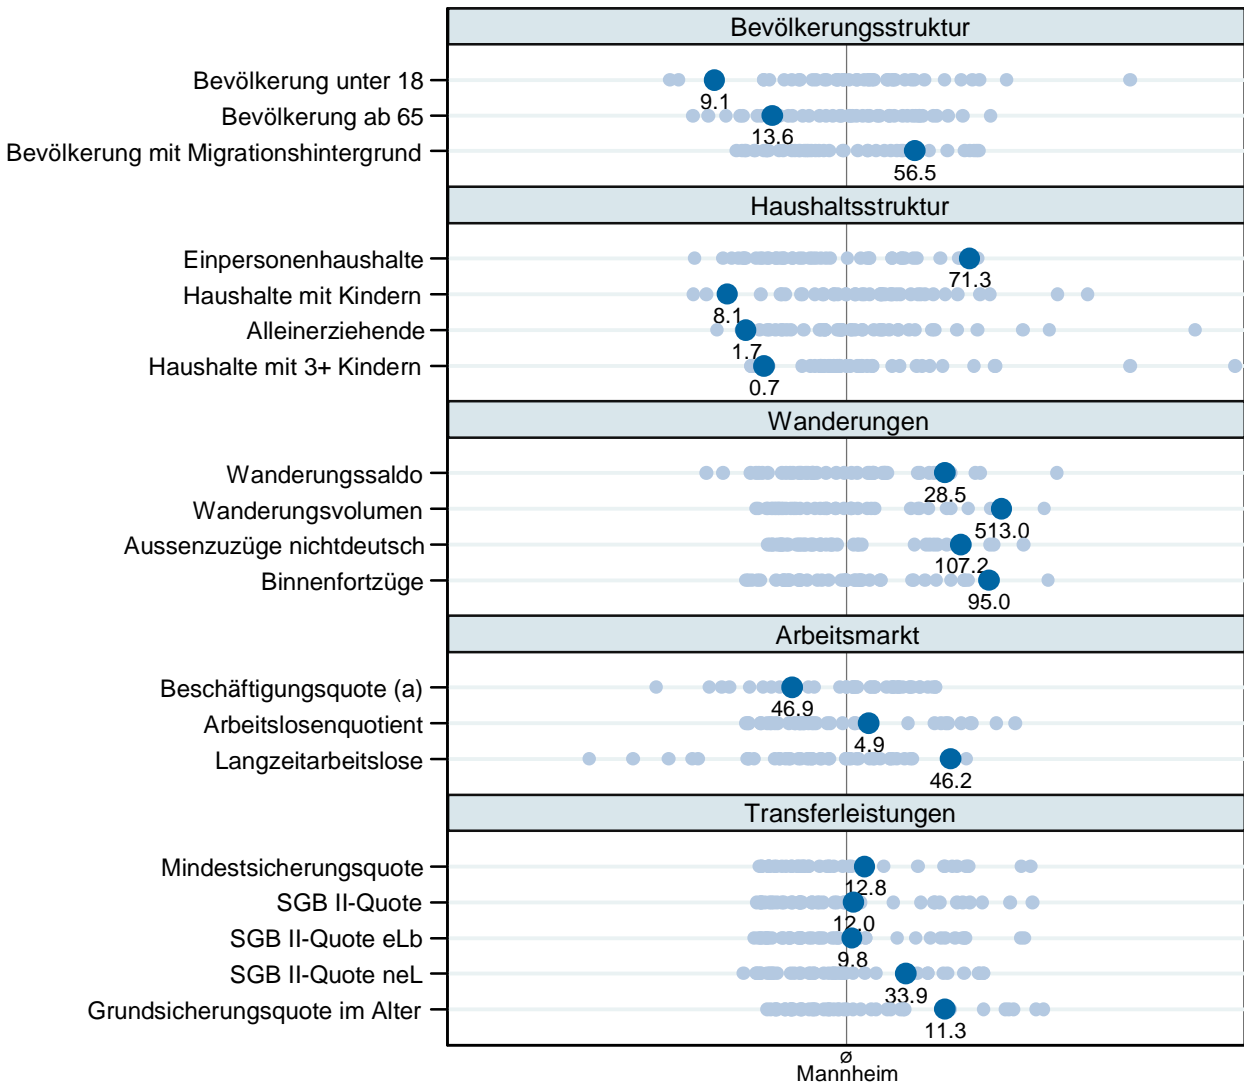 Bevölkerungsstruktur
Bevölkerung unter 18
9.1
Bevölkerung ab 65
13.6
Bevölkerung mit Migrationshintergrund
56.5
Haushaltsstruktur
Einpersonenhaushalte
71.3
Haushalte mit Kindern
8.1
Alleinerziehende
1.7
Haushalte mit 3+ Kindern
0.7
Wanderungen
Wanderungssaldo
28.5
Wanderungsvolumen
513.0
Aussenzuzüge nichtdeutsch
107.2
Binnenfortzüge
95.0
Arbeitsmarkt
Beschäftigungsquote (a)
46.9
Arbeitslosenquotient
4.9
Langzeitarbeitslose
46.2
Transferleistungen
Mindestsicherungsquote
12.8
SGB II-Quote
12.0
SGB II-Quote eLb
9.8
SGB II-Quote neL
33.9
Grundsicherungsquote im Alter
11.3
ø
Mannheim